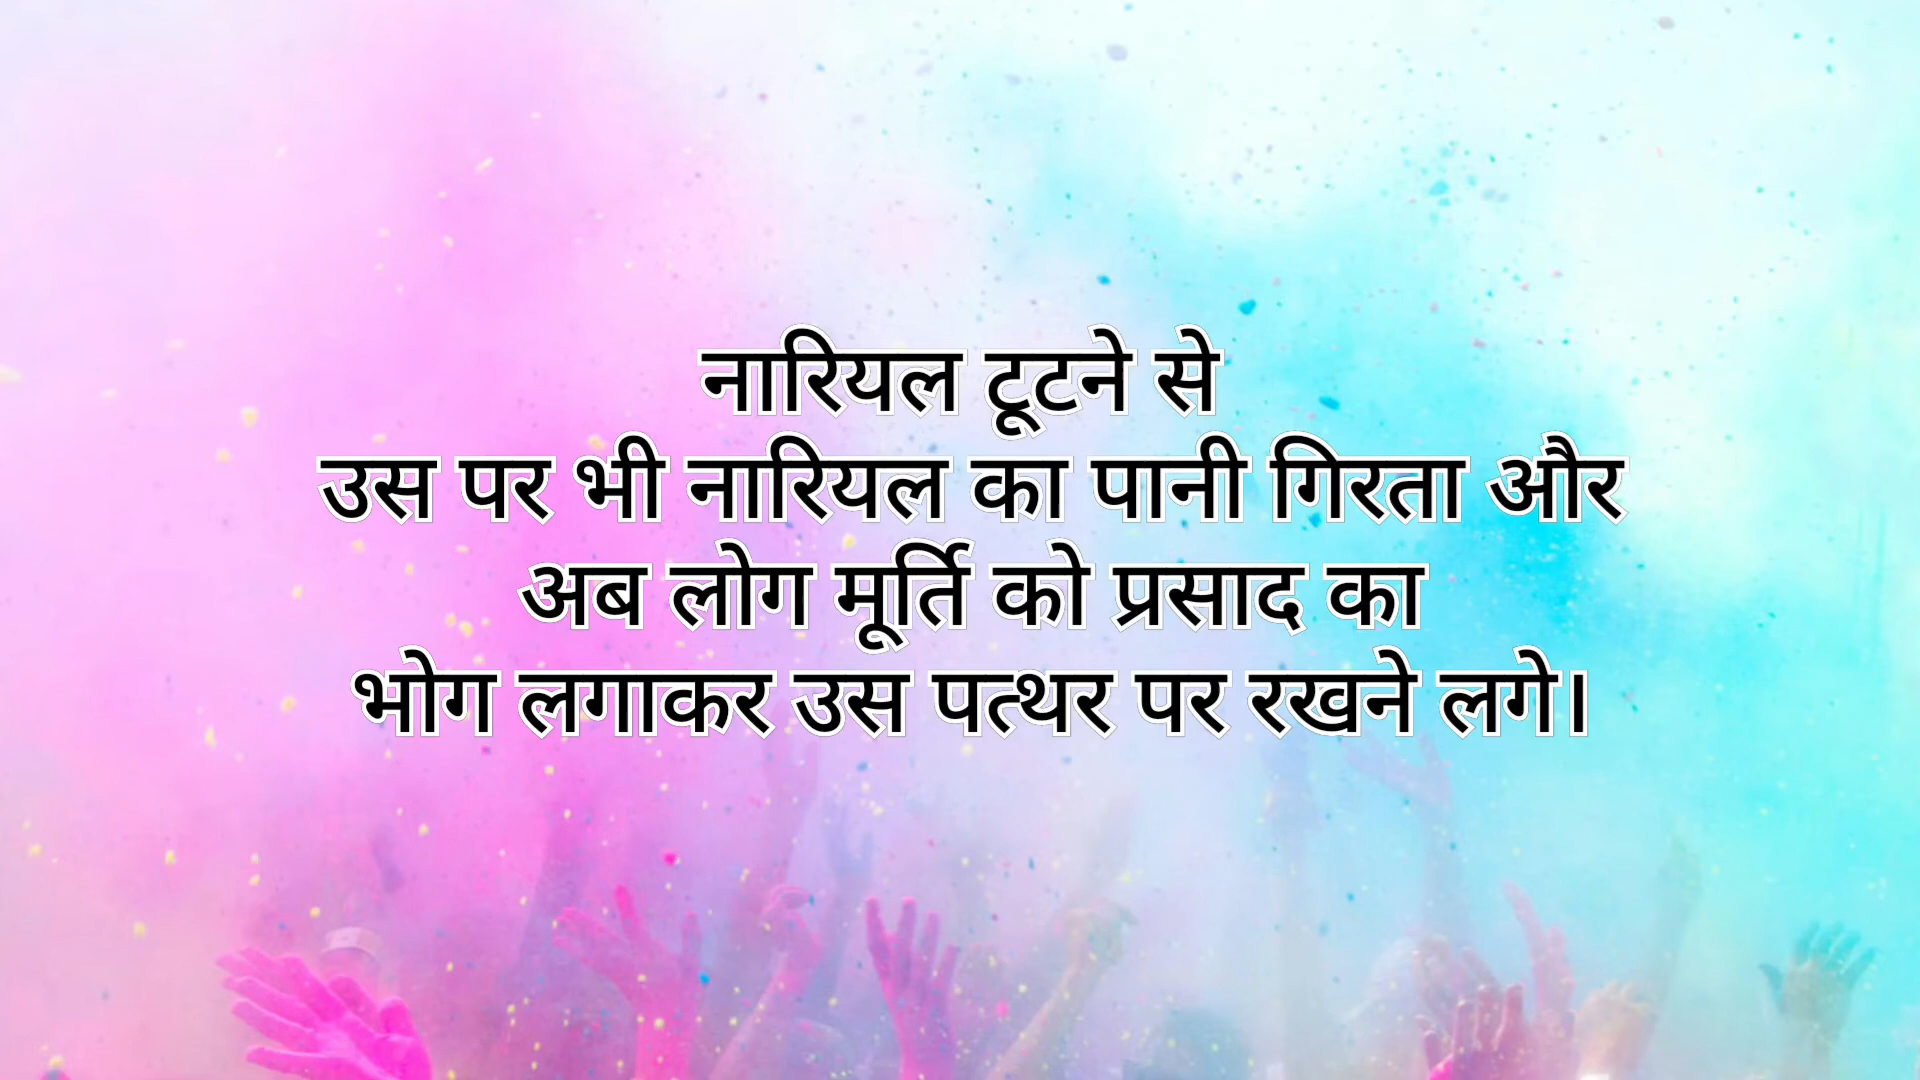 नारियल टूटने से
उस पर भी नारियल का पानी गिरता और
अब लोग मूर्ति को प्रसाद का
भोग लगाकर उस पत्थर पर रखने लगे।